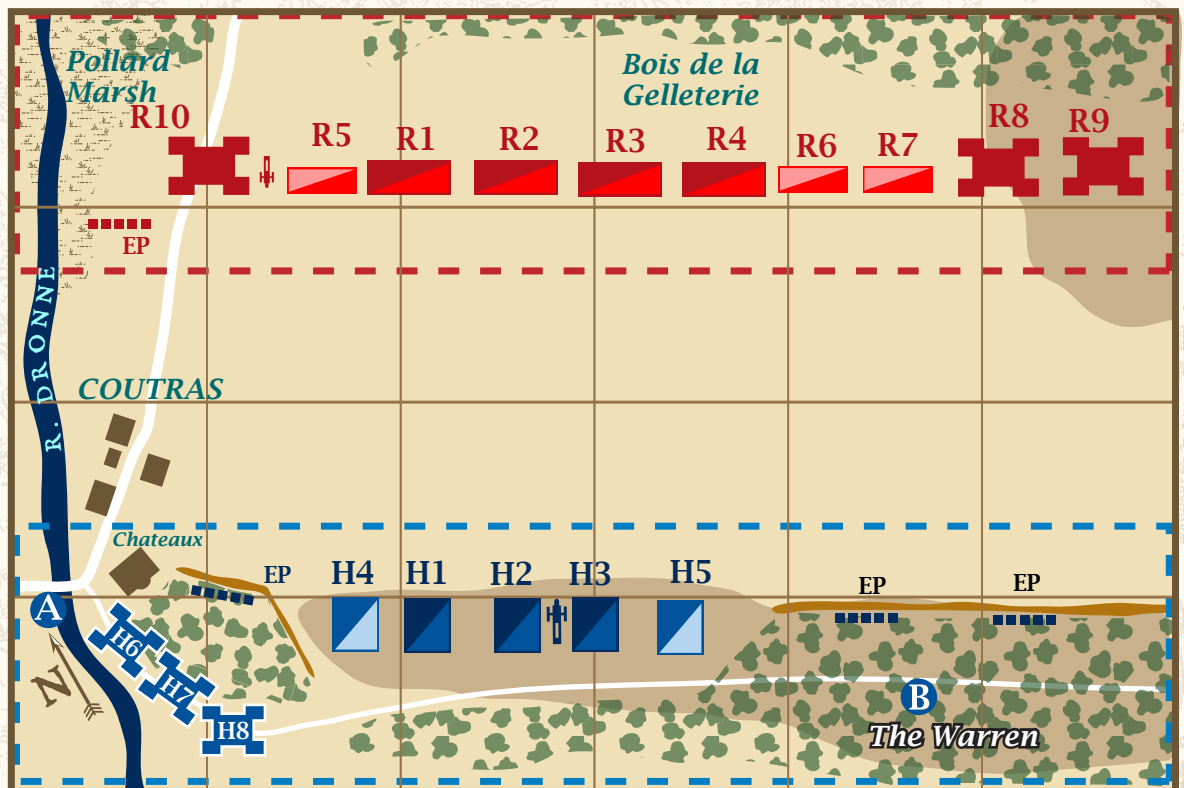 Pollard
Marsh
Bois de la
Gelleterie
R10
R5
R1
R2
R3
R4
R6
R7
R8
R9
EP
R. DRONNE
COUTRAS
Chateaux
EP
H4
H1
H2
H3
H5
EP
EP
A
H6
H7
H8
N
B
The Warren